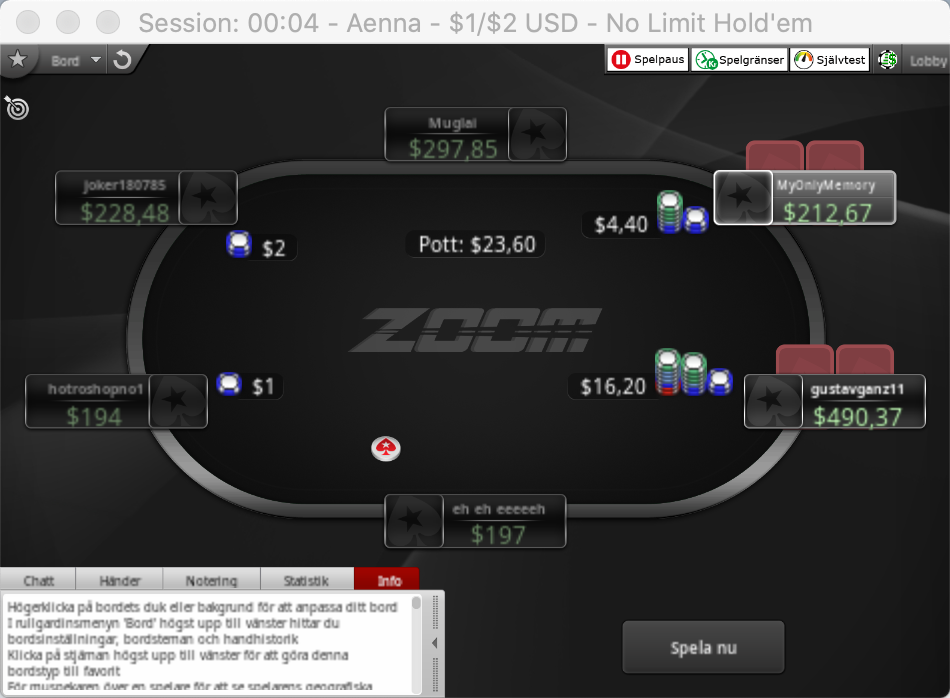 Session: 00:04 - Aenna - $1/$2 USD - No Limit Hold'em
Bord
Spelpaus
Spelgränser
Självtest
Lobby
Muglai
$297,85
joker180785
$228,48
MyOnlyMemory
$212,67
$2
Pott: $23,60
$4,40
ZOOM
hotroshopno1
$194
$1
$16,20
gustavganz11
$490,37
eh eh eeeeeh
$197
Chatt
Händer
Notering
Statistik
Info
Högerklicka på bordets duk eller bakgrund för att anpassa ditt bord
I rullgardinsmenyn 'Bord' högst upp till vänster hittar du
bordsinställningar, bordsteman och handhistorik
Klicka på stjärnan högst upp till vänster för att göra denna
bordstyp till favorit
För muspekaren över en spelare för att se spelarens geografiska
Spela nu